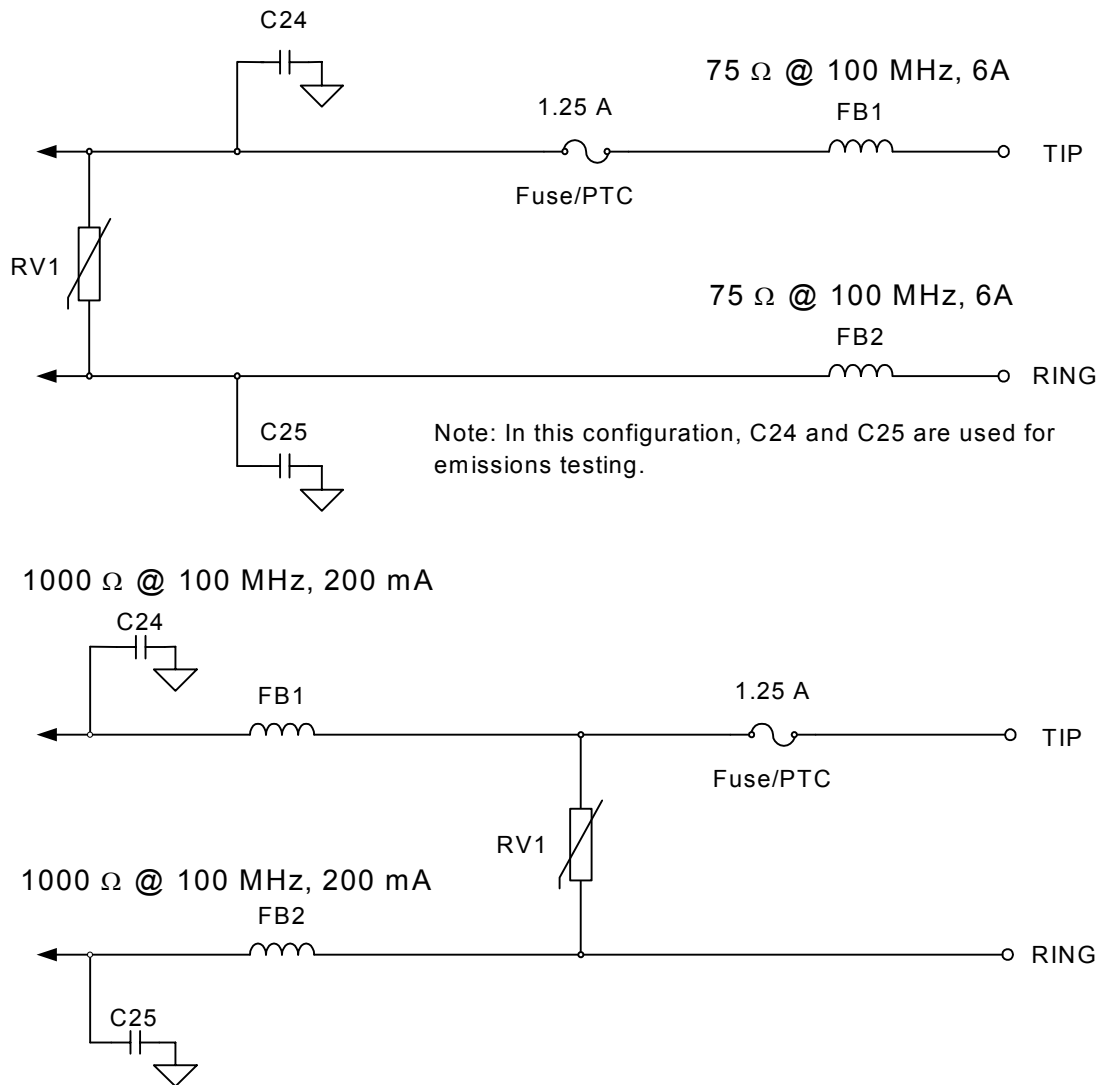 C24
75 Ω @ 100 MHz, 6A
1.25 A
FB1
TIP
Fuse/PTC
RV1
75 Ω @ 100 MHz, 6A
FB2
RING
C25
Note: In this configuration, C24 and C25 are used for
emissions testing.
1000 Ω @ 100 MHz, 200 mA
C24
FB1
1.25 A
TIP
Fuse/PTC
RV1
1000 Ω @ 100 MHz, 200 mA
FB2
RING
C25